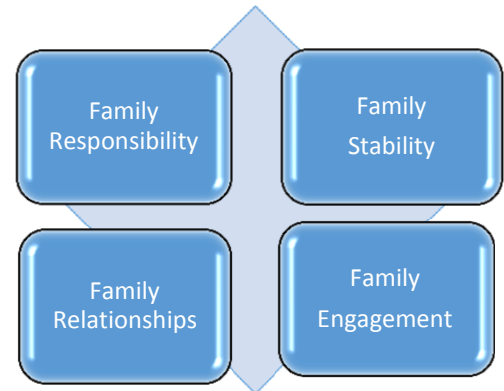 Family
Responsibility
Family
Stability
Family
Relationships
Family
Engagement